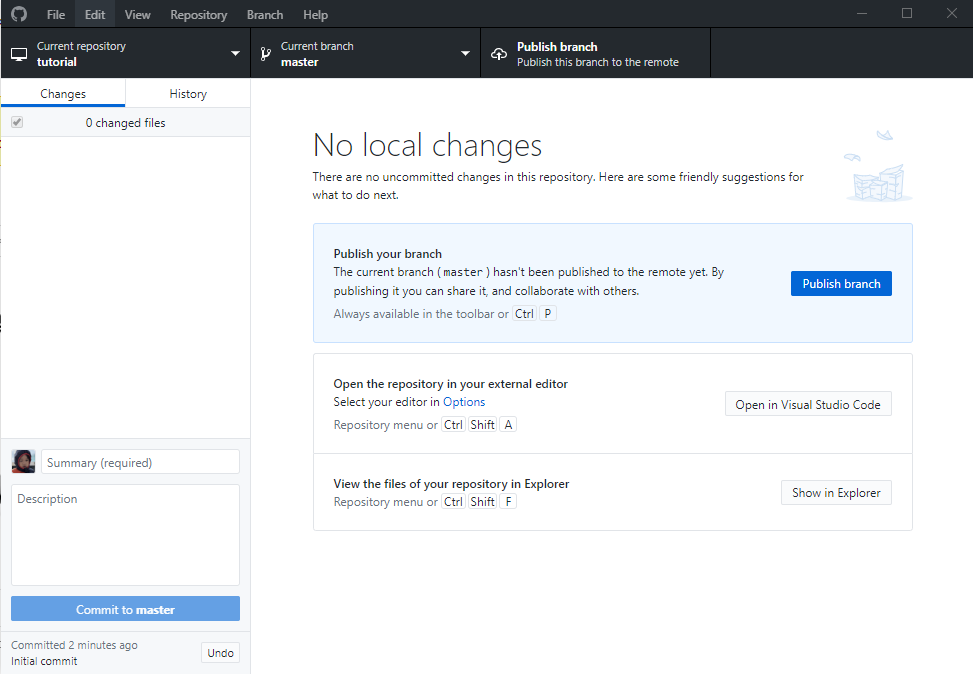 File Edit View Repository Branch Help
Current repository
tutorial
Current branch
master
Publish branch
Publish this branch to the remote
Changes
History
0 changed files
No local changes
There are no uncommitted changes in this repository. Here are some friendly suggestions for
what to do next.
Publish your branch
The current branch (master) hasn't been published to the remote yet. By
publishing it you can share it, and collaborate with others.
Always available in the toolbar or Ctrl P
Publish branch
Open the repository in your external editor
Select your editor in Options
Repository menu or Ctrl Shift A
Open in Visual Studio Code
View the files of your repository in Explorer
Repository menu or Ctrl Shift F
Show in Explorer
Summary (required)
Description
Commit to master
Committed 2 minutes ago
Initial commit
Undo